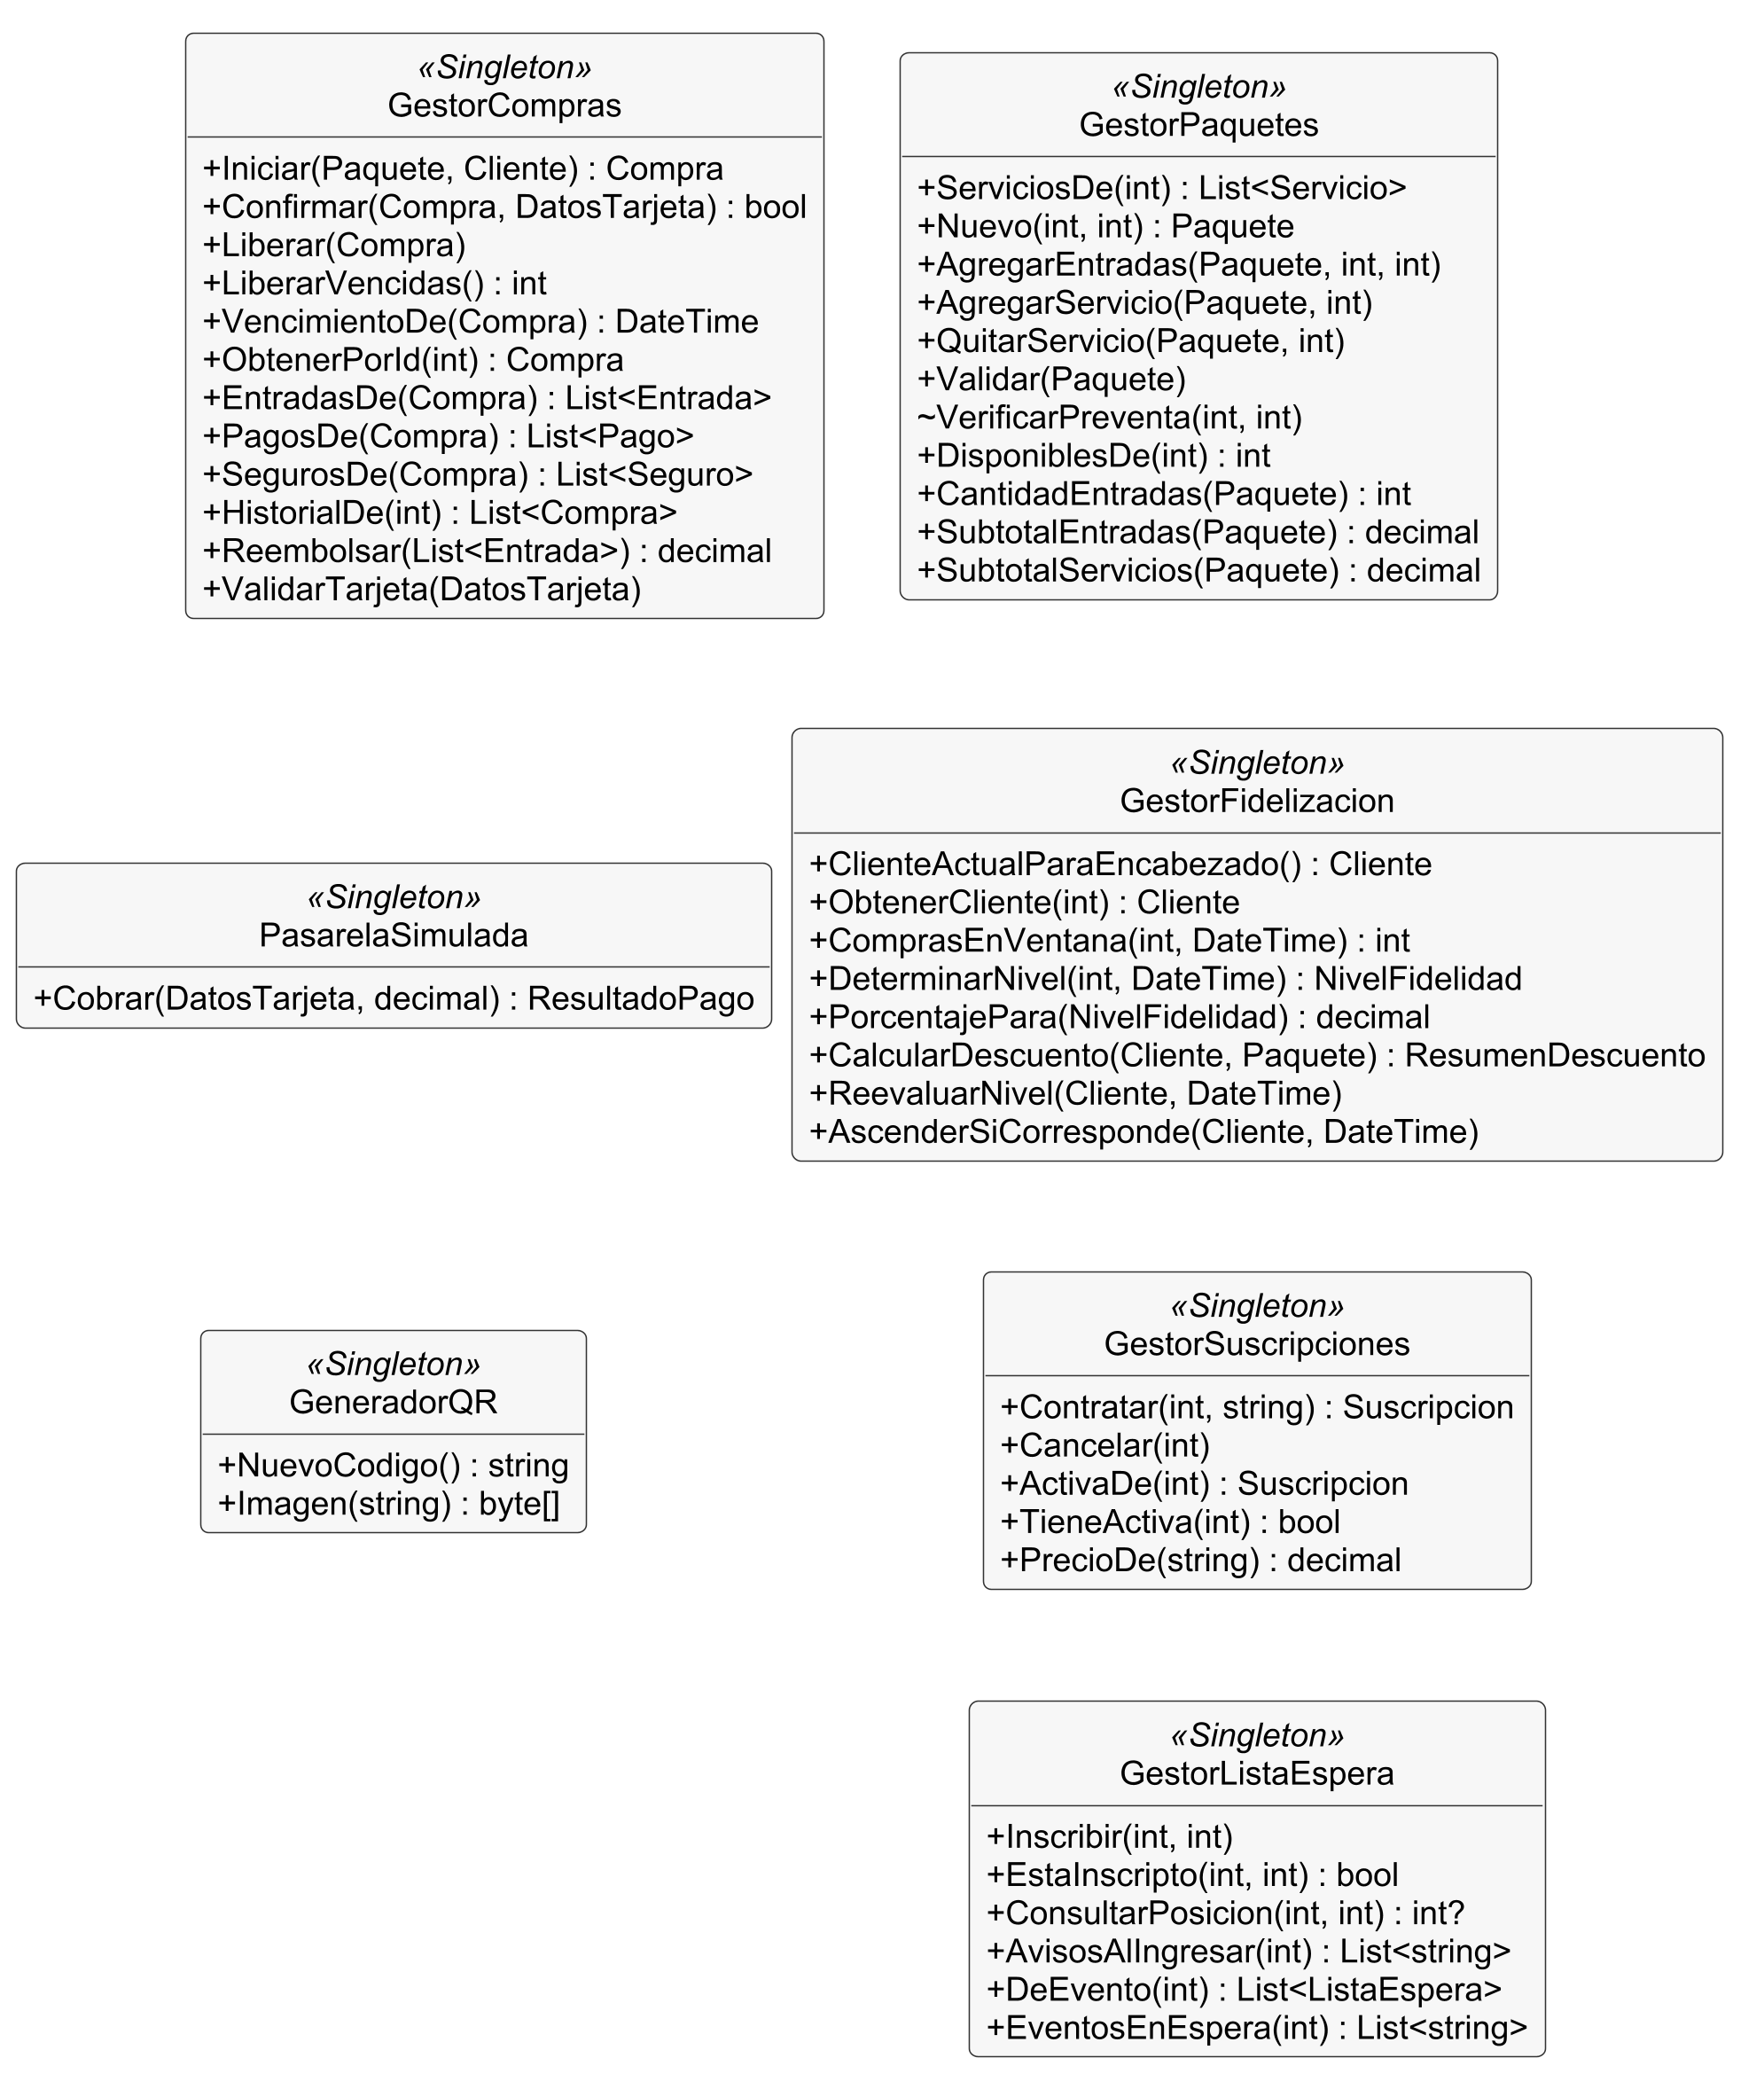 «Singleton»
GestorCompras
+Iniciar(Paquete, Cliente) : Compra
+Confirmar(Compra, DatosTarjeta) : bool
+Liberar(Compra)
+LiberarVencidas() : int
+VencimientoDe(Compra) : DateTime
+ObtenerPorId(int) : Compra
+EntradasDe(Compra) : List<Entrada>
+PagosDe(Compra) : List<Pago>
+SegurosDe(Compra) : List<Seguro>
+HistorialDe(int) : List<Compra>
+Reembolsar(List<Entrada>) : decimal
+ValidarTarjeta(DatosTarjeta)
«Singleton»
GestorPaquetes
+ServiciosDe(int) : List<Servicio>
+Nuevo(int, int) : Paquete
+AgregarEntradas(Paquete, int, int)
+AgregarServicio(Paquete, int)
+QuitarServicio(Paquete, int)
+Validar(Paquete)
~VerificarPreventa(int, int)
+DisponiblesDe(int) : int
+CantidadEntradas(Paquete) : int
+SubtotalEntradas(Paquete) : decimal
+SubtotalServicios(Paquete) : decimal
«Singleton»
PasarelaSimulada
+Cobrar(DatosTarjeta, decimal) : ResultadoPago
«Singleton»
GestorFidelizacion
+ClienteActualParaEncabezado() : Cliente
+ObtenerCliente(int) : Cliente
+ComprasEnVentana(int, DateTime) : int
+DeterminarNivel(int, DateTime) : NivelFidelidad
+PorcentajePara(NivelFidelidad) : decimal
+CalcularDescuento(Cliente, Paquete) : ResumenDescuento
+ReevaluarNivel(Cliente, DateTime)
+AscenderSiCorresponde(Cliente, DateTime)
«Singleton»
GeneradorQR
+NuevoCodigo() : string
+Imagen(string) : byte[]
«Singleton»
GestorSuscripciones
+Contratar(int, string) : Suscripcion
+Cancelar(int)
+ActivaDe(int) : Suscripcion
+TieneActiva(int) : bool
+PrecioDe(string) : decimal
«Singleton»
GestorListaEspera
+Inscribir(int, int)
+EstaInscripto(int, int) : bool
+ConsultarPosicion(int, int) : int?
+AvisosAlIngresar(int) : List<string>
+DeEvento(int) : List<ListaEspera>
+EventosEnEspera(int) : List<string>